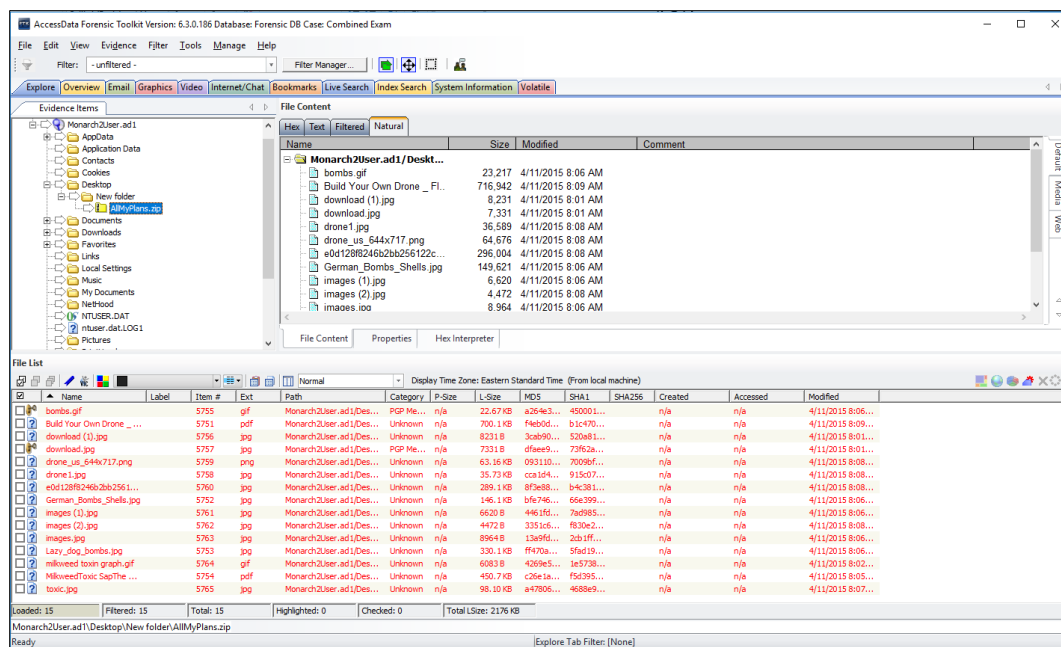 AccessData Forensic Toolkit Version: 6.3.0.186 Database: Forensic DB Case: Combined Exam
File Edit View Evidence Filter Tools Manage Help
Filter: - unfiltered - Filter Manager...
Explore Overview Email Graphics Video Internet/Chat Bookmarks Live Search Index Search System Information Volatile
Evidence Items
Monarch2User.ad1
AppData
Application Data
Contacts
Cookies
Desktop
New folder
AllMyPlans.zip
Documents
Downloads
Favorites
Links
Local Settings
Music
My Documents
NetHood
NTUSER.DAT
ntuser.dat.LOG1
Pictures
File Content
Hex Text Filtered Natural
Name Size Modified Comment
Monarch2User.ad1/Deskt...
bombs.gif 23,217 4/11/2015 8:06 AM
Build Your Own Drone _ Fl.. 716,942 4/11/2015 8:09 AM
download (1).jpg 8,231 4/11/2015 8:01 AM
download.jpg 7,331 4/11/2015 8:01 AM
drone1.jpg 36,589 4/11/2015 8:08 AM
drone_us_644x717.png 64,676 4/11/2015 8:08 AM
e0d128f8246b2bb256122c... 296,004 4/11/2015 8:08 AM
German_Bombs_Shells.jpg 149,621 4/11/2015 8:06 AM
images (1).jpg 6,620 4/11/2015 8:06 AM
images (2).jpg 4,472 4/11/2015 8:08 AM
images.jpg 8,964 4/11/2015 8:06 AM
Default
Media
Web
File Content Properties Hex Interpreter
File List
Normal Display Time Zone: Eastern Standard Time (From local machine)
Name Label Item # Ext Path Category P-Size L-Size MD5 SHA1 SHA256 Created Accessed Modified
bombs.gif 5755 gif Monarch2User.ad1/Des... PGP Me... n/a 22.67 KB a264e3... 450001... n/a n/a 4/11/2015 8:06...
Build Your Own Drone _ ... 5751 pdf Monarch2User.ad1/Des... Unknown n/a 700.1 KB f4eb0d... b1c470... n/a n/a 4/11/2015 8:09...
download (1).jpg 5756 jpg Monarch2User.ad1/Des... Unknown n/a 8231 B 3cab90... 520a81... n/a n/a 4/11/2015 8:01...
download.jpg 5757 jpg Monarch2User.ad1/Des... PGP Me... n/a 7331 B dfaee9... 73f62a... n/a n/a 4/11/2015 8:01...
drone_us_644x717.png 5759 png Monarch2User.ad1/Des... Unknown n/a 63.16 KB 093110... 7009bf... n/a n/a 4/11/2015 8:08...
drone1.jpg 5758 jpg Monarch2User.ad1/Des... Unknown n/a 35.73 KB cca1d4... 915c07... n/a n/a 4/11/2015 8:08...
e0d128f8246b2bb2561... 5760 jpg Monarch2User.ad1/Des... Unknown n/a 289.1 KB 8f3e88... b4c381... n/a n/a 4/11/2015 8:08...
German_Bombs_Shells.jpg 5752 jpg Monarch2User.ad1/Des... Unknown n/a 146.1 KB bfe746... 66e399... n/a n/a 4/11/2015 8:06...
images (1).jpg 5761 jpg Monarch2User.ad1/Des... Unknown n/a 6620 B 4461fd... 7ad985... n/a n/a 4/11/2015 8:06...
images (2).jpg 5762 jpg Monarch2User.ad1/Des... Unknown n/a 4472 B 3351c6... f830e2... n/a n/a 4/11/2015 8:08...
images.jpg 5763 jpg Monarch2User.ad1/Des... Unknown n/a 8964 B 13a9fd... 2cb1ff... n/a n/a 4/11/2015 8:06...
Lazy_dog_bombs.jpg 5753 jpg Monarch2User.ad1/Des... Unknown n/a 330.1 KB ff470a... 5fad19... n/a n/a 4/11/2015 8:06...
milkweed toxin graph.gif 5764 gif Monarch2User.ad1/Des... Unknown n/a 6083 B 4269e5... 1e5738... n/a n/a 4/11/2015 8:02...
MilkweedToxic SapThe ... 5754 pdf Monarch2User.ad1/Des... Unknown n/a 450.7 KB c26e1a... f5d395... n/a n/a 4/11/2015 8:05...
toxic.jpg 5765 jpg Monarch2User.ad1/Des... Unknown n/a 98.10 KB a47806... 4688e9... n/a n/a 4/11/2015 8:07...
Loaded: 15 Filtered: 15 Total: 15 Highlighted: 0 Checked: 0 Total LSize: 2176 KB
Monarch2User.ad1\Desktop\New folder\AllMyPlans.zip
Ready Explore Tab Filter: [None]